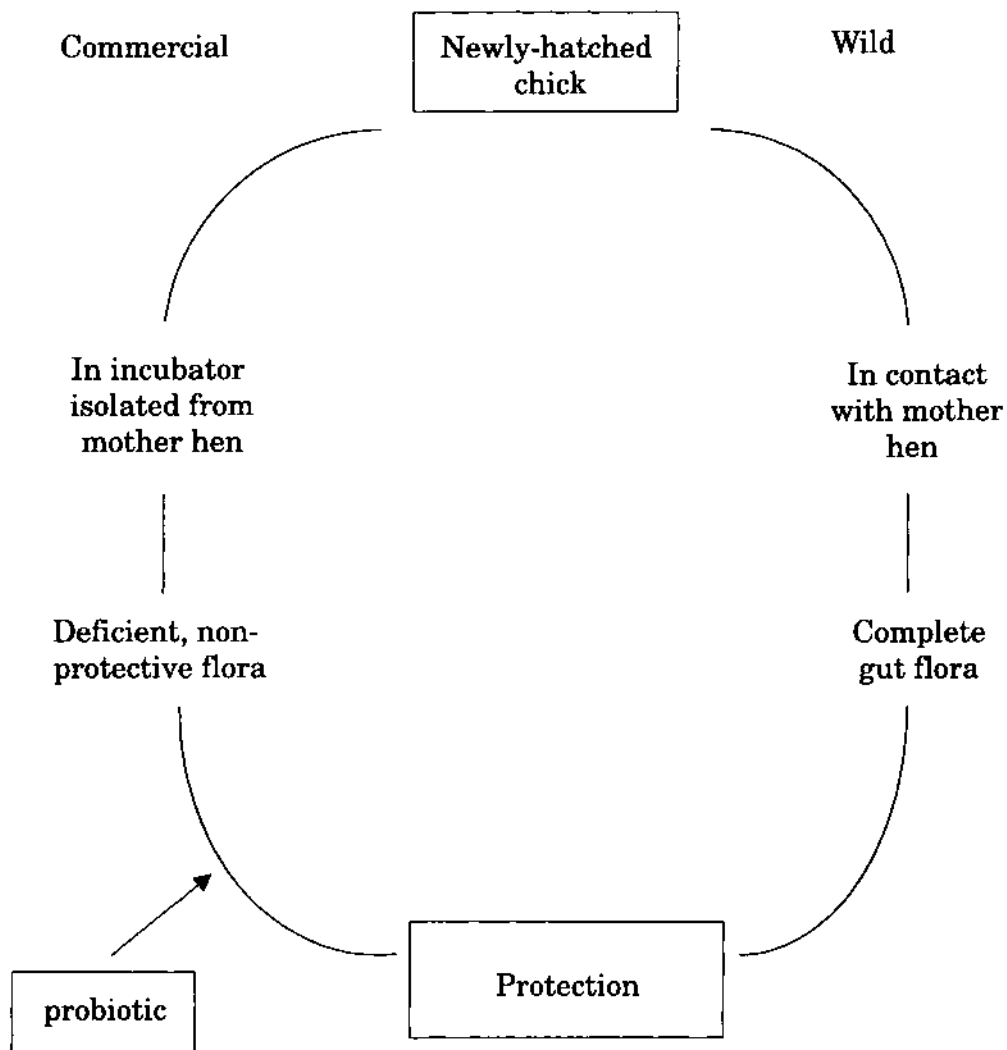 Commercial
Newly-hatched
chick
Wild
In incubator
isolated from
mother hen
In contact
with mother
hen
Deficient, non-
protective flora
Complete
gut flora
probiotic
Protection